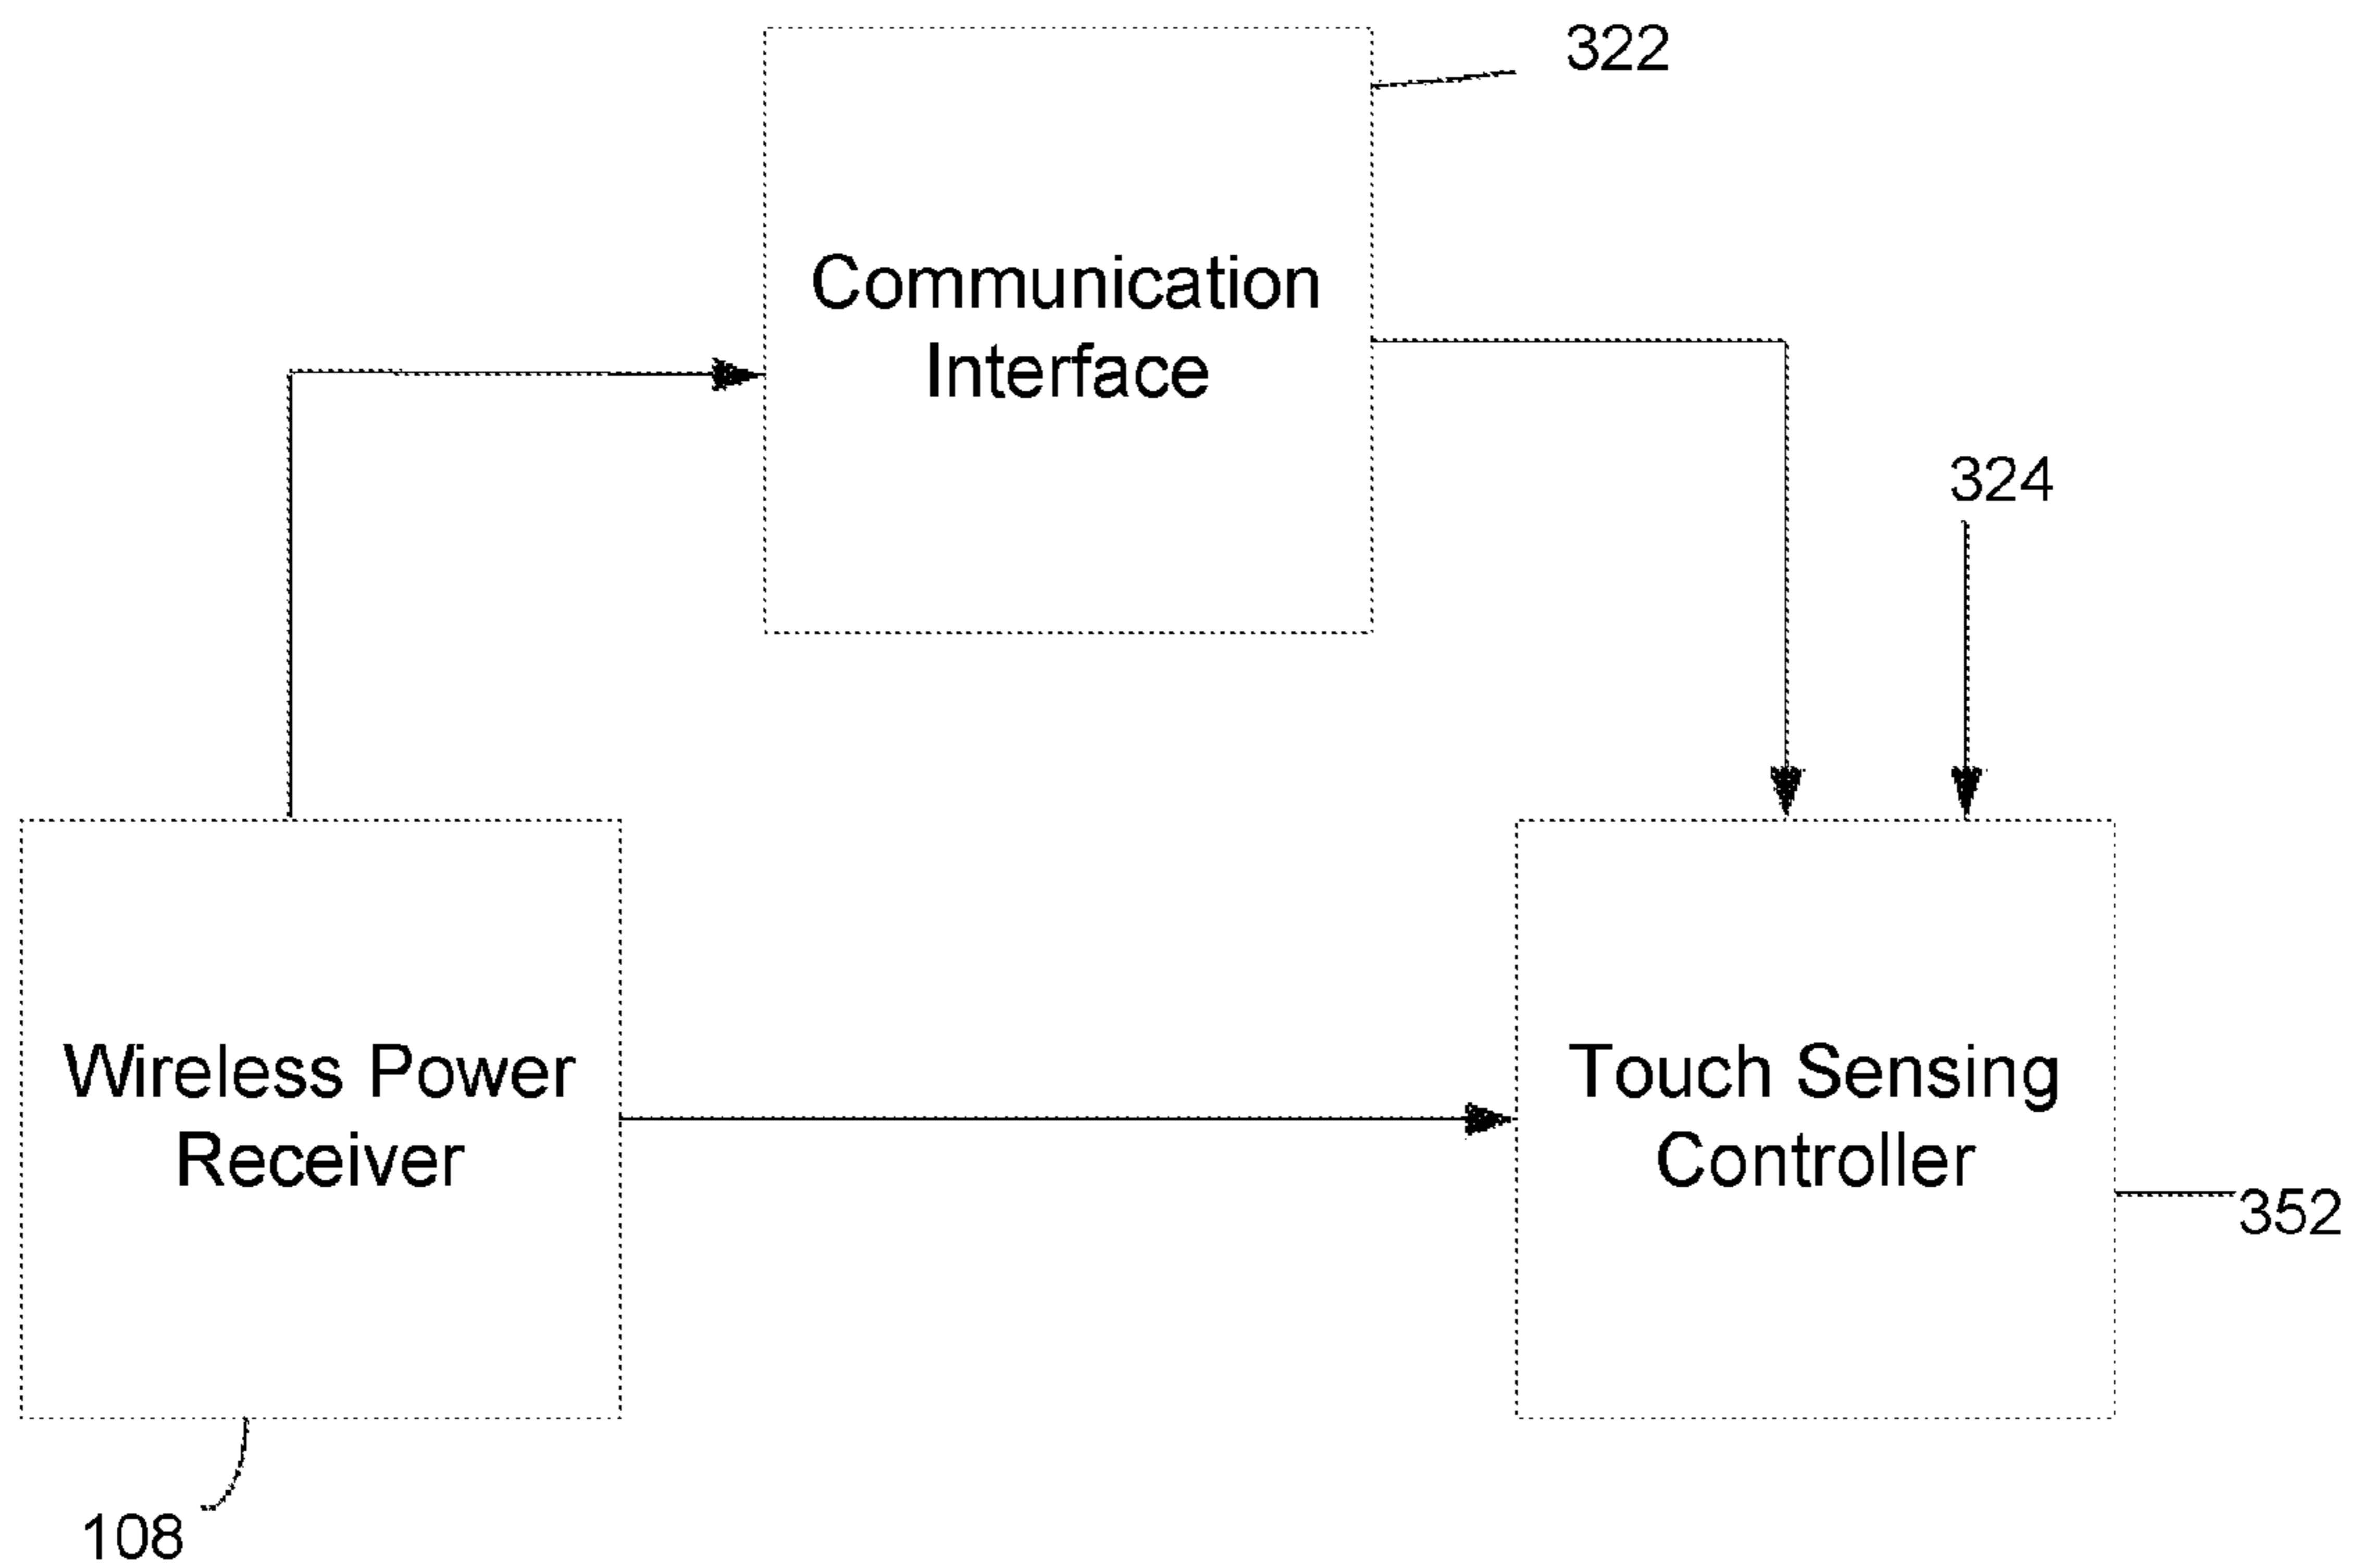 322
Communication
Interface
324
Wireless Power
Receiver
Touch Sensing
Controller
352
108